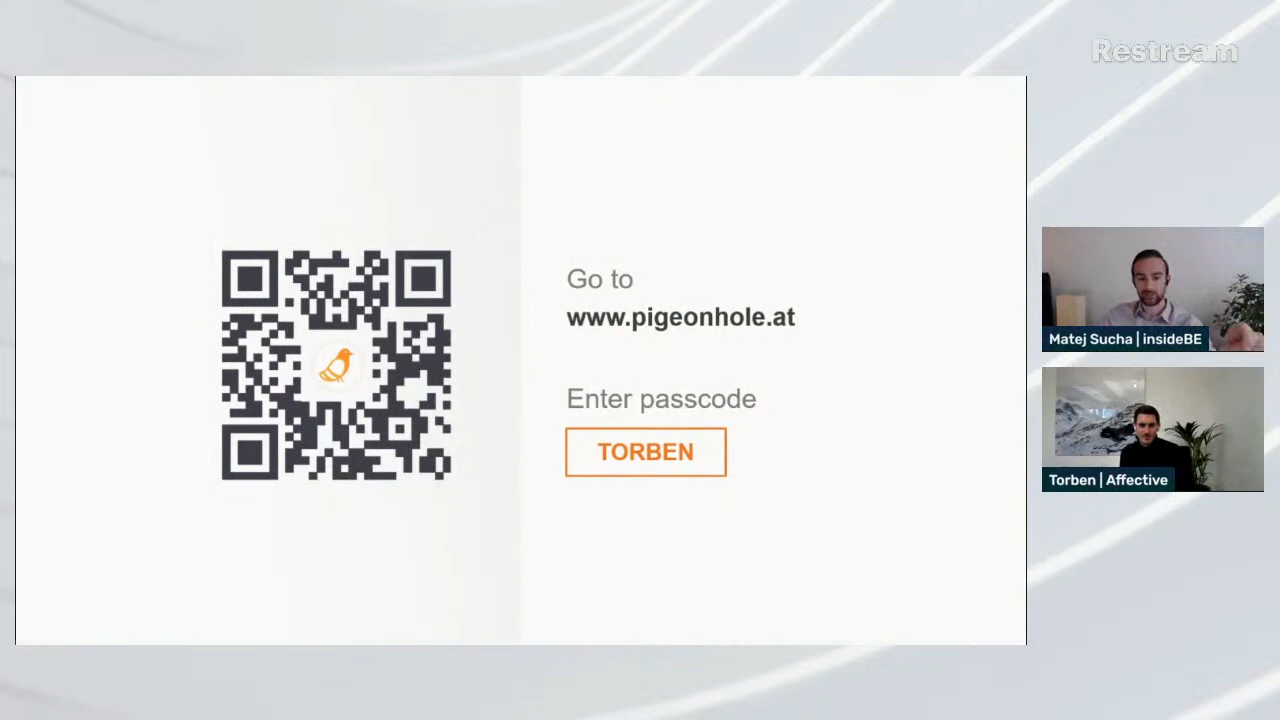 Restream
Go to
www.pigeonhole.at
Enter passcode
TORBEN
Matej Sucha | insideBE
Torben | Affective